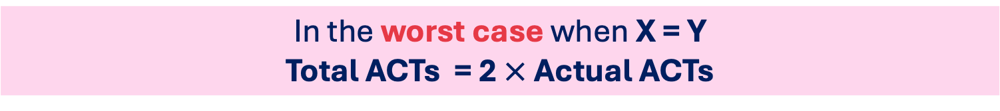 In the worst case when X = Y
Total ACTs = 2 × Actual ACTs